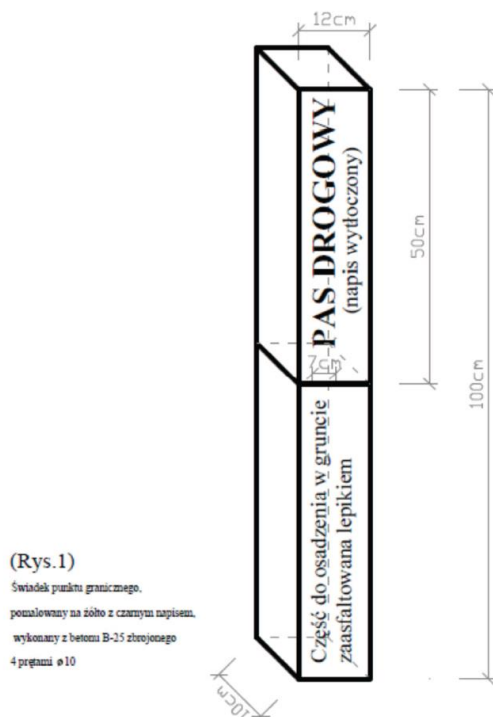 12cm
PAS DROGOWY
(napis wytłoczony)
50cm
100cm
7cm
Część do osadzenia w gruncie
zaasfaltowana lepikiem
(Rys.1)
Świadek punktu granicznego,
pomalowany na żółto z czarnym napisem,
wykonany z betonu B-25 zbrojonego
4 prętami ø10
10cm